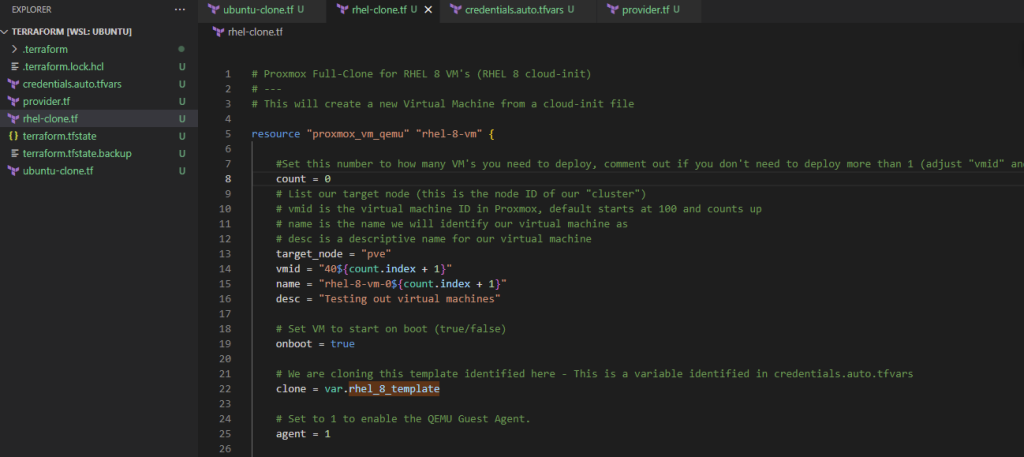 EXPLORER
...
TERRAFORM [WSL: UBUNTU]
.terraform
.terraform.lock.hcl U
credentials.auto.tfvars U
provider.tf U
rhel-clone.tf U
{} terraform.tfstate U
terraform.tfstate.backup U
ubuntu-clone.tf U
ubuntu-clone.tf U
rhel-clone.tf U
credentials.auto.tfvars U
provider.tf U
rhel-clone.tf
1 # Proxmox Full-Clone for RHEL 8 VM's (RHEL 8 cloud-init)
2 # ---
3 # This will create a new Virtual Machine from a cloud-init file
4
5 resource "proxmox_vm_qemu" "rhel-8-vm" {
6
7 #Set this number to how many VM's you need to deploy, comment out if you don't need to deploy more than 1 (adjust "vmid" an
8 count = 0
9 # List our target node (this is the node ID of our "cluster")
10 # vmid is the virtual machine ID in Proxmox, default starts at 100 and counts up
11 # name is the name we will identify our virtual machine as
12 # desc is a descriptive name for our virtual machine
13 target_node = "pve"
14 vmid = "40${count.index + 1}"
15 name = "rhel-8-vm-0${count.index + 1}"
16 desc = "Testing out virtual machines"
17
18 # Set VM to start on boot (true/false)
19 onboot = true
20
21 # We are cloning this template identified here - This is a variable identified in credentials.auto.tfvars
22 clone = var.rhel_8_template
23
24 # Set to 1 to enable the QEMU Guest Agent.
25 agent = 1
26